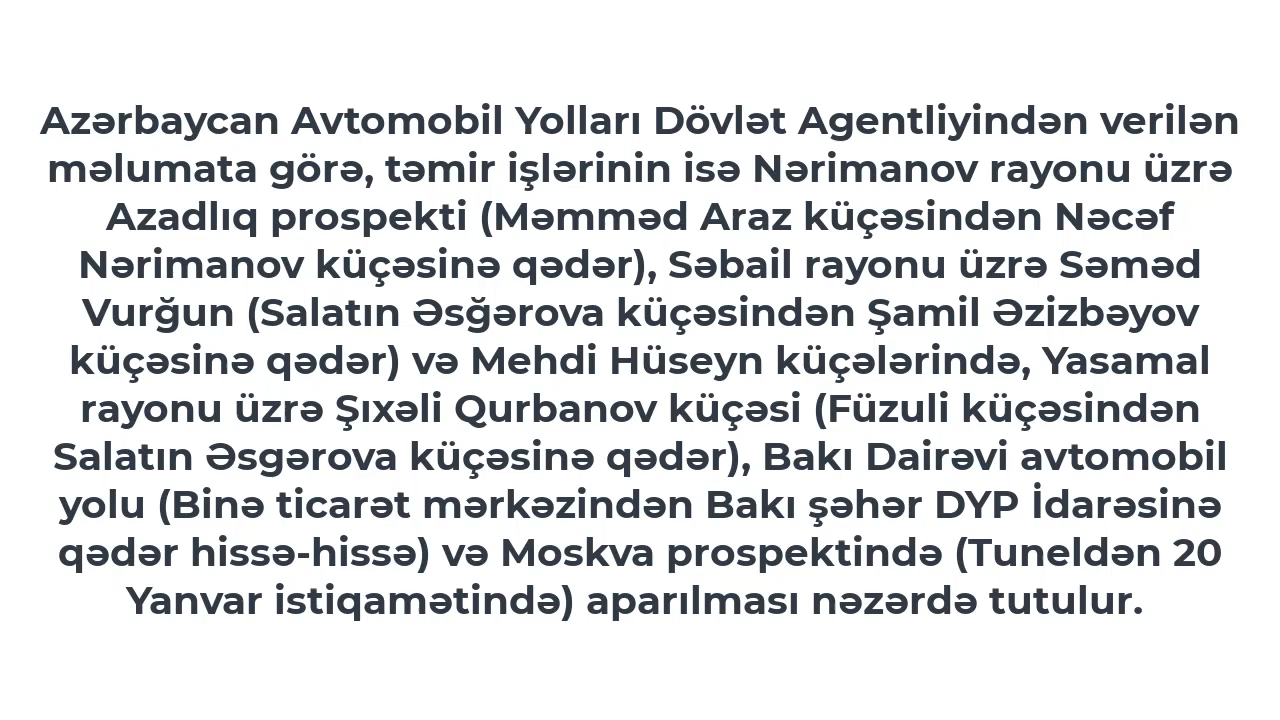 Azərbaycan Avtomobil Yolları Dövlət Agentliyindən verilən
məlumata görə, təmir işlərinin isə Nərimanov rayonu üzrə
Azadlıq prospekti (Məmməd Araz küçəsindən Nəcəf
Nərimanov küçəsinə qədər), Səbail rayonu üzrə Səməd
Vurğun (Salatın Əsğərova küçəsindən Şamil Əzizbəyov
küçəsinə qədər) və Mehdi Hüseyn küçələrində, Yasamal
rayonu üzrə Şıxəli Qurbanov küçəsi (Füzuli küçəsindən
Salatın Əsgərova küçəsinə qədər), Bakı Dairəvi avtomobil
yolu (Binə ticarət mərkəzindən Bakı şəhər DYP İdarəsinə
qədər hissə-hissə) və Moskva prospektində (Tuneldən 20
Yanvar istiqamətində) aparılması nəzərdə tutulur.